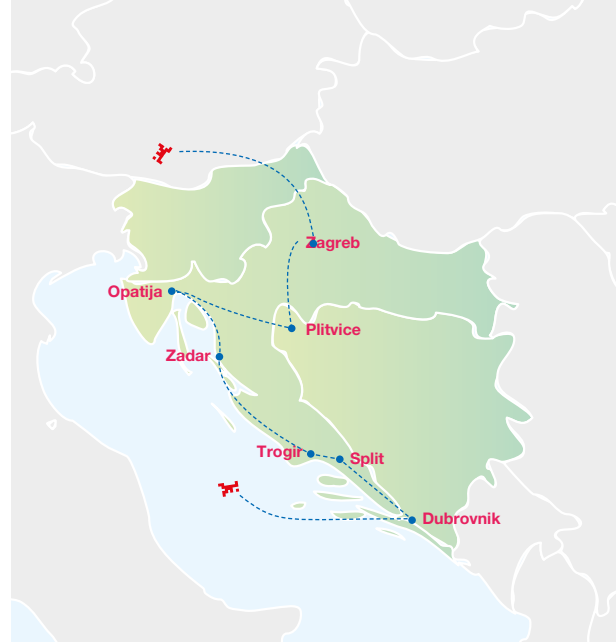 Zagreb
Opatija
Plitvice
Zadar
Trogir
Split
Dubrovnik